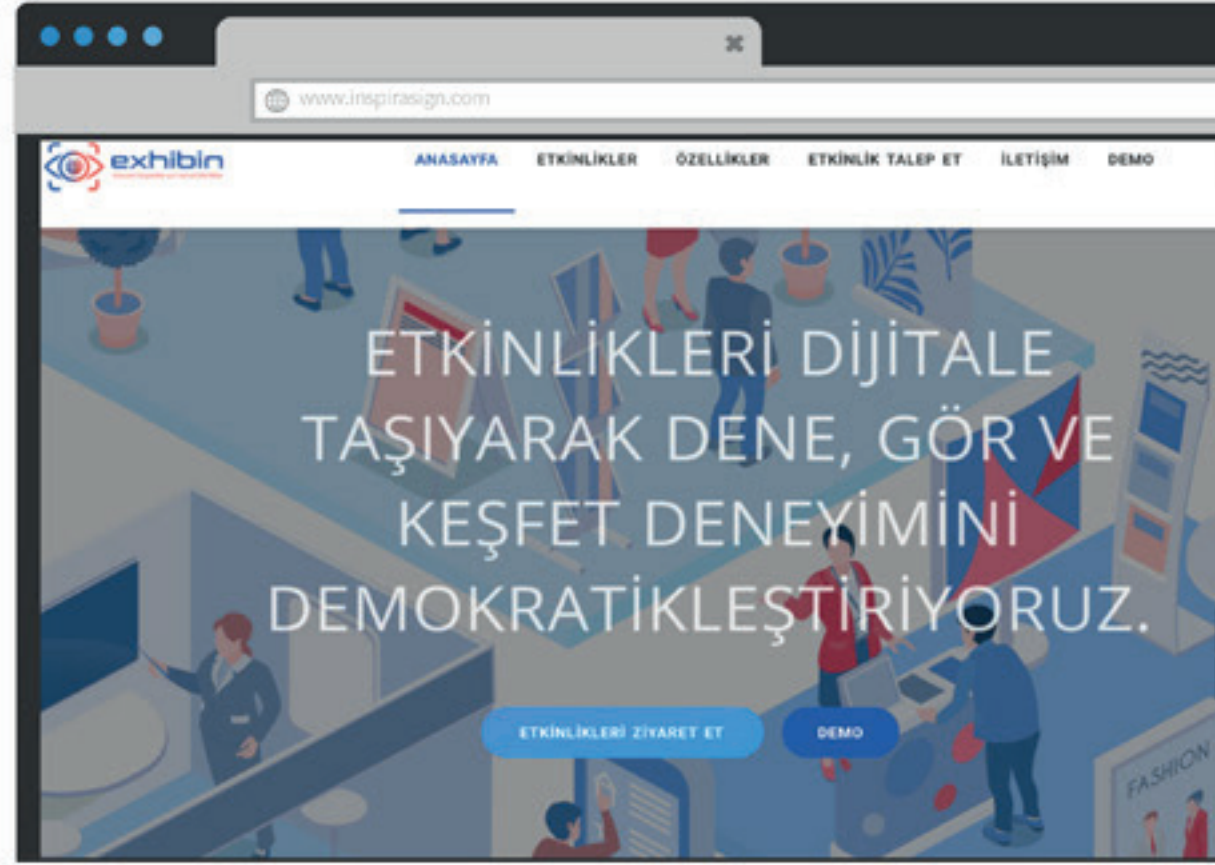 www.inspirasign.com
exhibin
ANASAYFA ETKİNLİKLER ÖZELLİKLER ETKİNLİK TALEP ET İLETİŞİM DEMO
ETKİNLİKLERİ DİJİTALE
TAŞIYARAK DENE, GÖR VE
KEŞFET DENEYİMİNİ
DEMOKRATİKLEŞTİRİYORUZ.
ETKİNLİKLERİ ZİYARET ET DEMO
FASHION